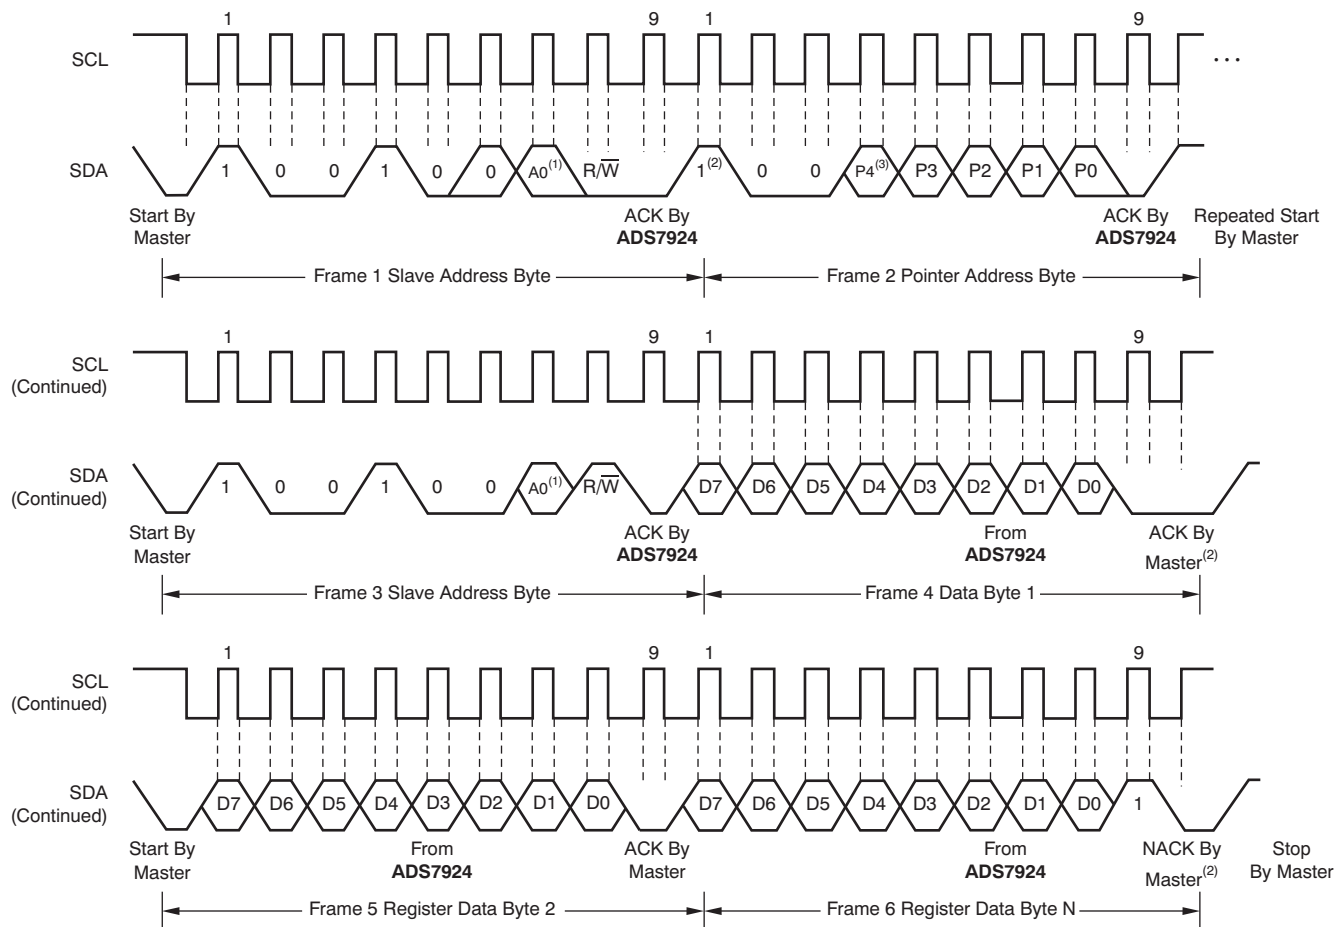 1 9 1 9
SCL ...
SDA 1 0 0 1 0 0 A0(1) R/W̅ 1(2) 0 0 P4(3) P3 P2 P1 P0
Start By ACK By ACK By Repeated Start
Master ADS7924 ADS7924 By Master
Frame 1 Slave Address Byte Frame 2 Pointer Address Byte
1 9 1 9
SCL
(Continued)
SDA
(Continued) 1 0 0 1 0 0 A0(1) R/W̅ D7 D6 D5 D4 D3 D2 D1 D0
Start By ACK By From ACK By
Master ADS7924 ADS7924 Master(2)
Frame 3 Slave Address Byte Frame 4 Data Byte 1
1 9 1 9
SCL
(Continued)
SDA
(Continued) D7 D6 D5 D4 D3 D2 D1 D0 D7 D6 D5 D4 D3 D2 D1 D0 1
Start By From ACK By From NACK By Stop
Master ADS7924 Master ADS7924 Master(2) By Master
Frame 5 Register Data Byte 2 Frame 6 Register Data Byte N